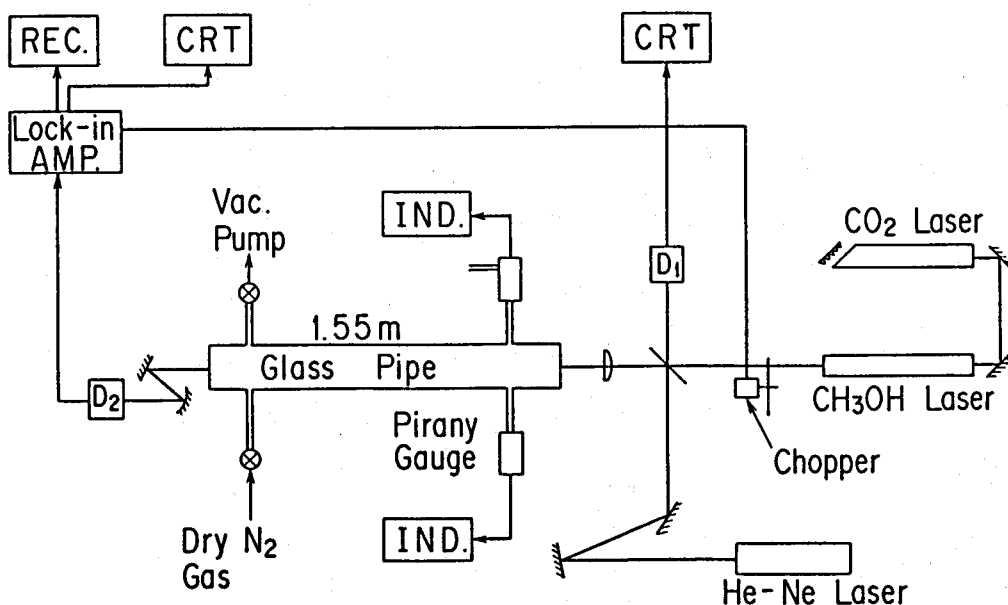 REC.
CRT
CRT
Lock-in
AMP.
Vac.
Pump
IND.
D₁
CO₂ Laser
1.55m
Glass Pipe
D₂
CH₃OH Laser
Pirany
Gauge
Chopper
Dry N₂
Gas
IND.
He-Ne Laser